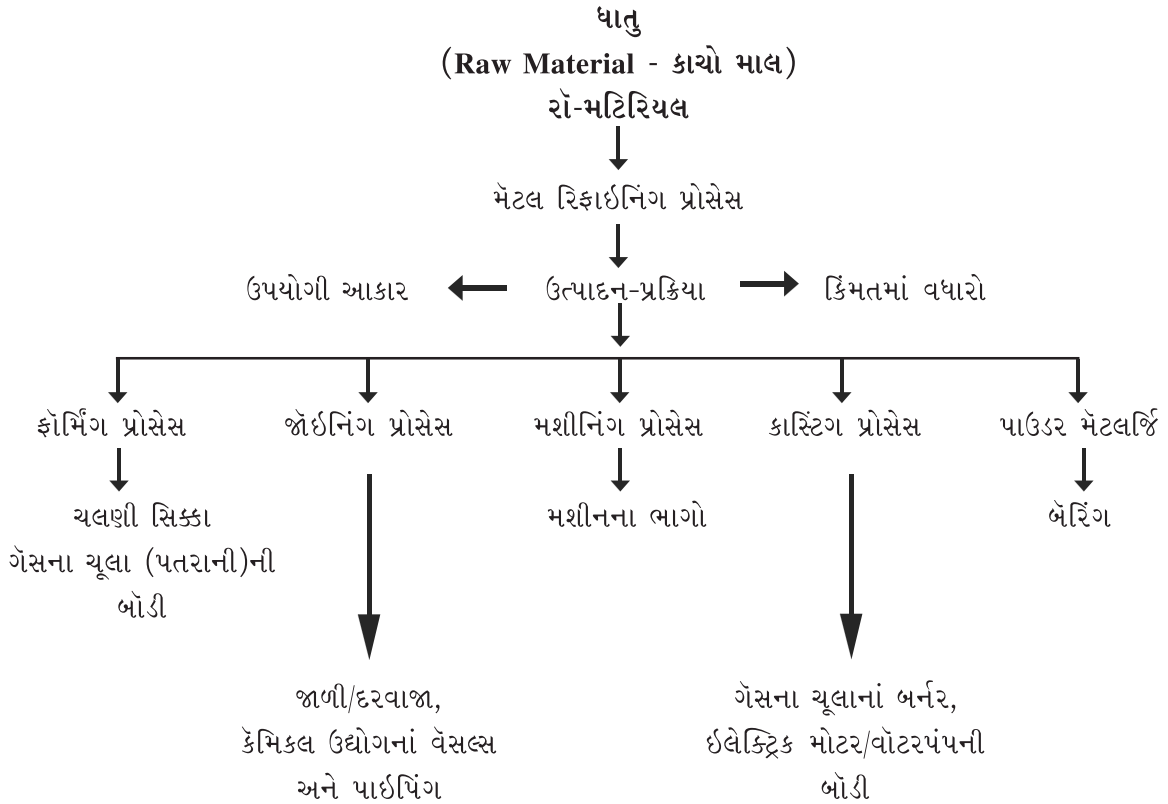 ધાતુ
(Raw Material - કાચો માલ)
રૉ-મટિરિયલ
મૅટલ રિફાઇનિંગ પ્રોસેસ
ઉપયોગી આકાર ઉત્પાદન-પ્રક્રિયા કિંમતમાં વધારો
ફૉર્મિંગ પ્રોસેસ જૉઇનિંગ પ્રોસેસ મશીનિંગ પ્રોસેસ કાસ્ટિંગ પ્રોસેસ પાઉડર મૅટલર્જિ
ચલણી સિક્કા
ગૅસના ચૂલા (પતરાની)ની
બૉડી
મશીનના ભાગો
બૅરિંગ
જાળી/દરવાજા,
કૅમિકલ ઉદ્યોગનાં વૅસલ્સ
અને પાઇપિંગ
ગૅસના ચૂલાનાં બર્નર,
ઇલેક્ટ્રિક મોટર/વૉટરપંપની
બૉડી